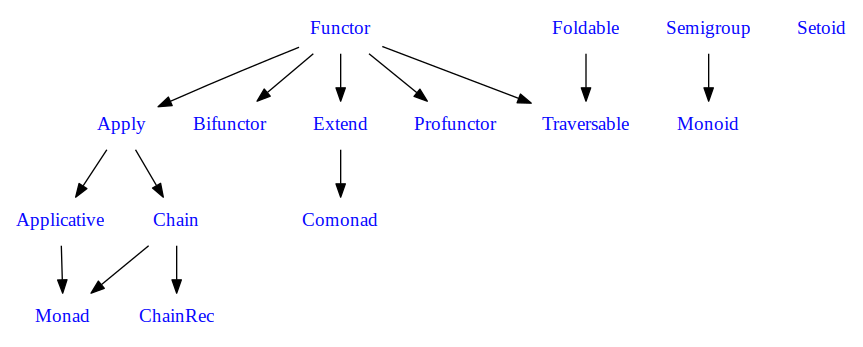 Functor Foldable Semigroup Setoid
Apply Bifunctor Extend Profunctor Traversable Monoid
Applicative Chain Comonad
Monad ChainRec